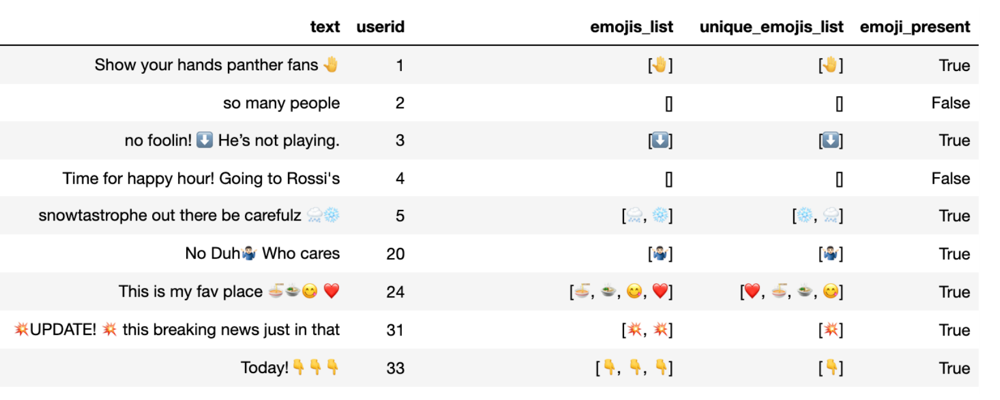 text userid emojis_list unique_emojis_list emoji_present
Show your hands panther fans 🤚 1 [🤚] [🤚] True
so many people 2 [] [] False
no foolin! ⬇️ He’s not playing. 3 [⬇️] [⬇️] True
Time for happy hour! Going to Rossi's 4 [] [] False
snowtastrophe out there be carefulz 🌨️❄️ 5 [🌨️, ❄️] [❄️, 🌨️] True
No Duh🤷🏻‍♂️ Who cares 20 [🤷🏻‍♂️] [🤷🏻‍♂️] True
This is my fav place 🍜🍲😋 ❤️ 24 [🍜, 🍲, 😋, ❤️] [❤️, 🍜, 🍲, 😋] True
💥UPDATE! 💥 this breaking news just in that 31 [💥, 💥] [💥] True
Today! 👇👇👇 33 [👇, 👇, 👇] [👇] True